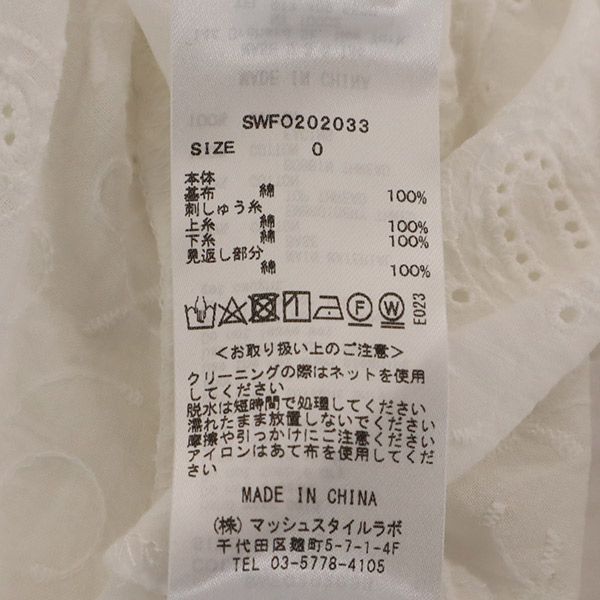 SWFO202033
SIZE 0
本体
基布 綿 100%
刺しゅう糸
上糸 綿 100%
下糸 綿 100%
見返し部分
綿 100%
E023
<お取り扱い上のご注意>
クリーニングの際はネットを使用
してください
脱水は短時間で処理してください
濡れたまま放置しないでください
摩擦や引っかけにご注意ください
アイロンはあて布を使用してくだ
さい
MADE IN CHINA
(株) マッシュスタイルラボ
千代田区麹町5-7-1-4F
TEL 03-5778-4105